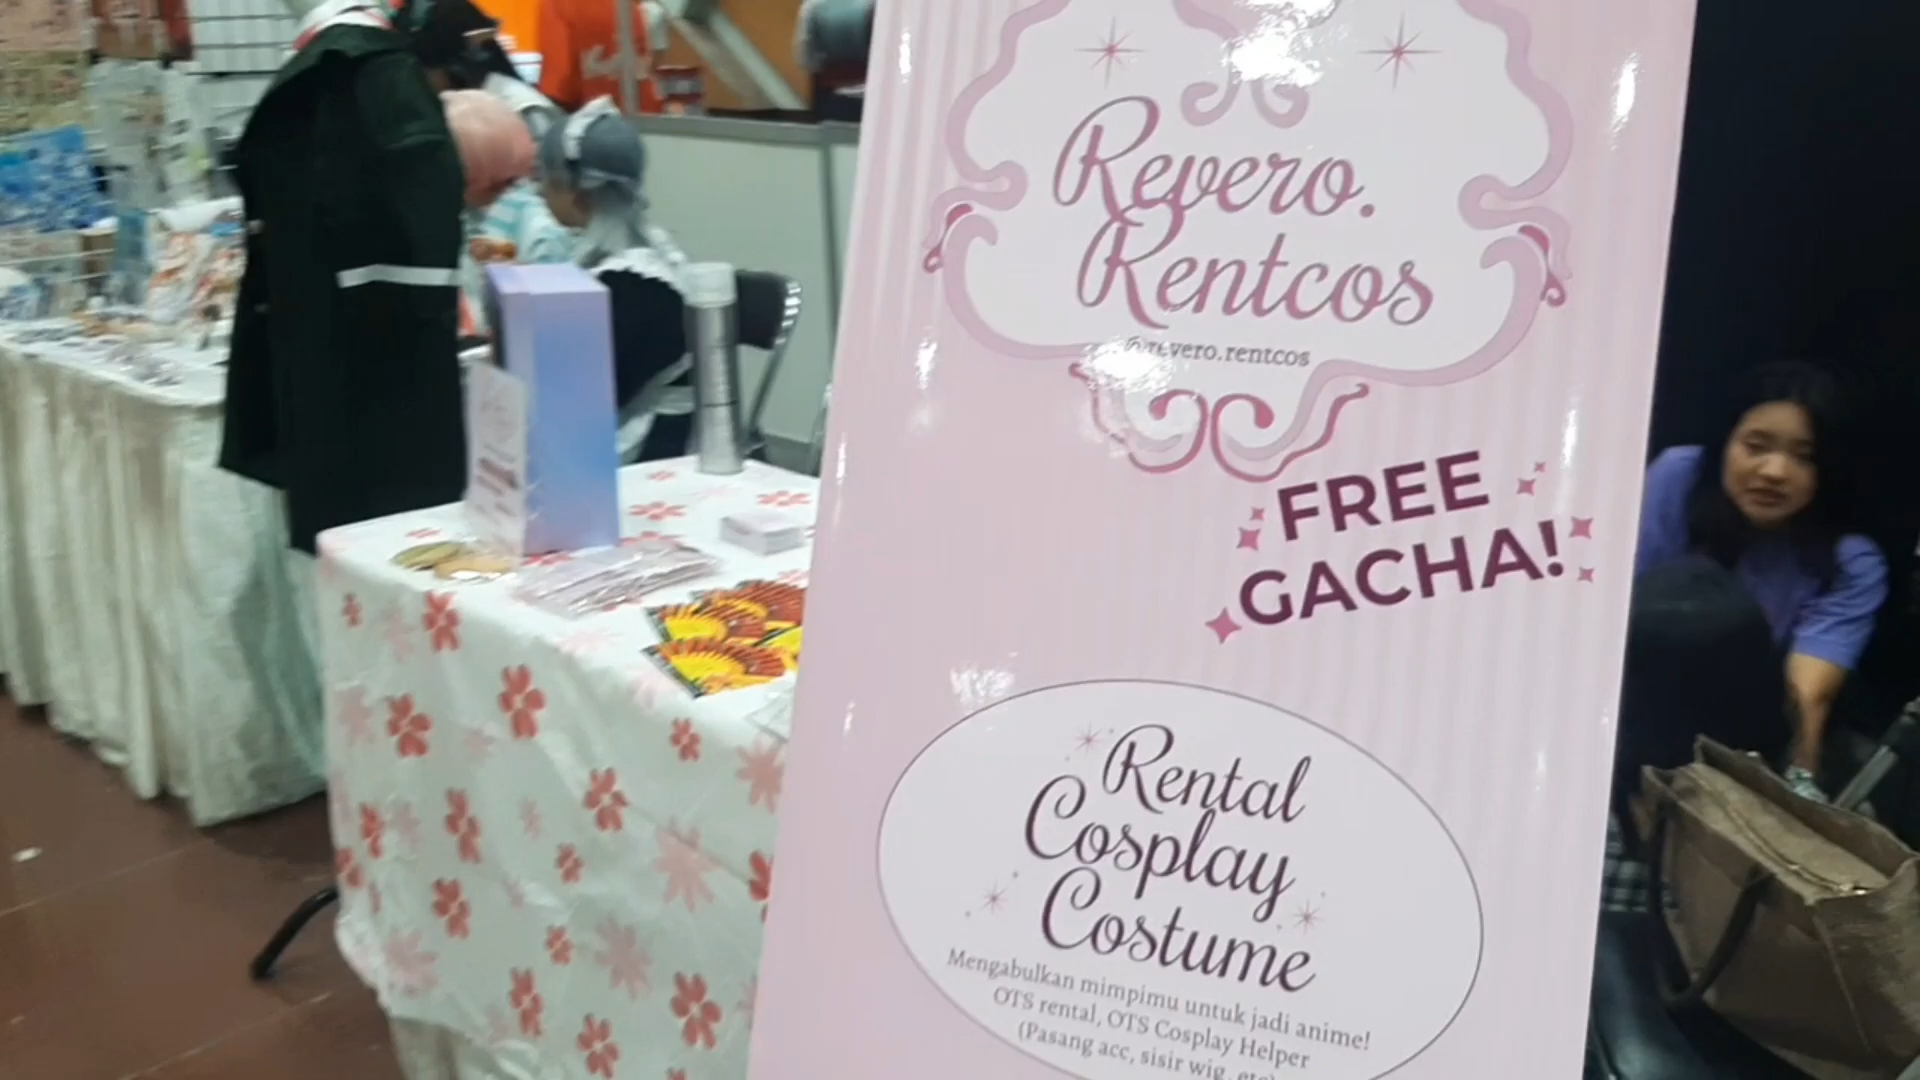 Revero.
Rentcos
@revero.rentcos
FREE
GACHA!
Rental
Cosplay
Costume
Mengabulkan mimpimu untuk jadi anime!
OTS rental, OTS Cosplay Helper
(Pasang acc, sisir wig, etc)